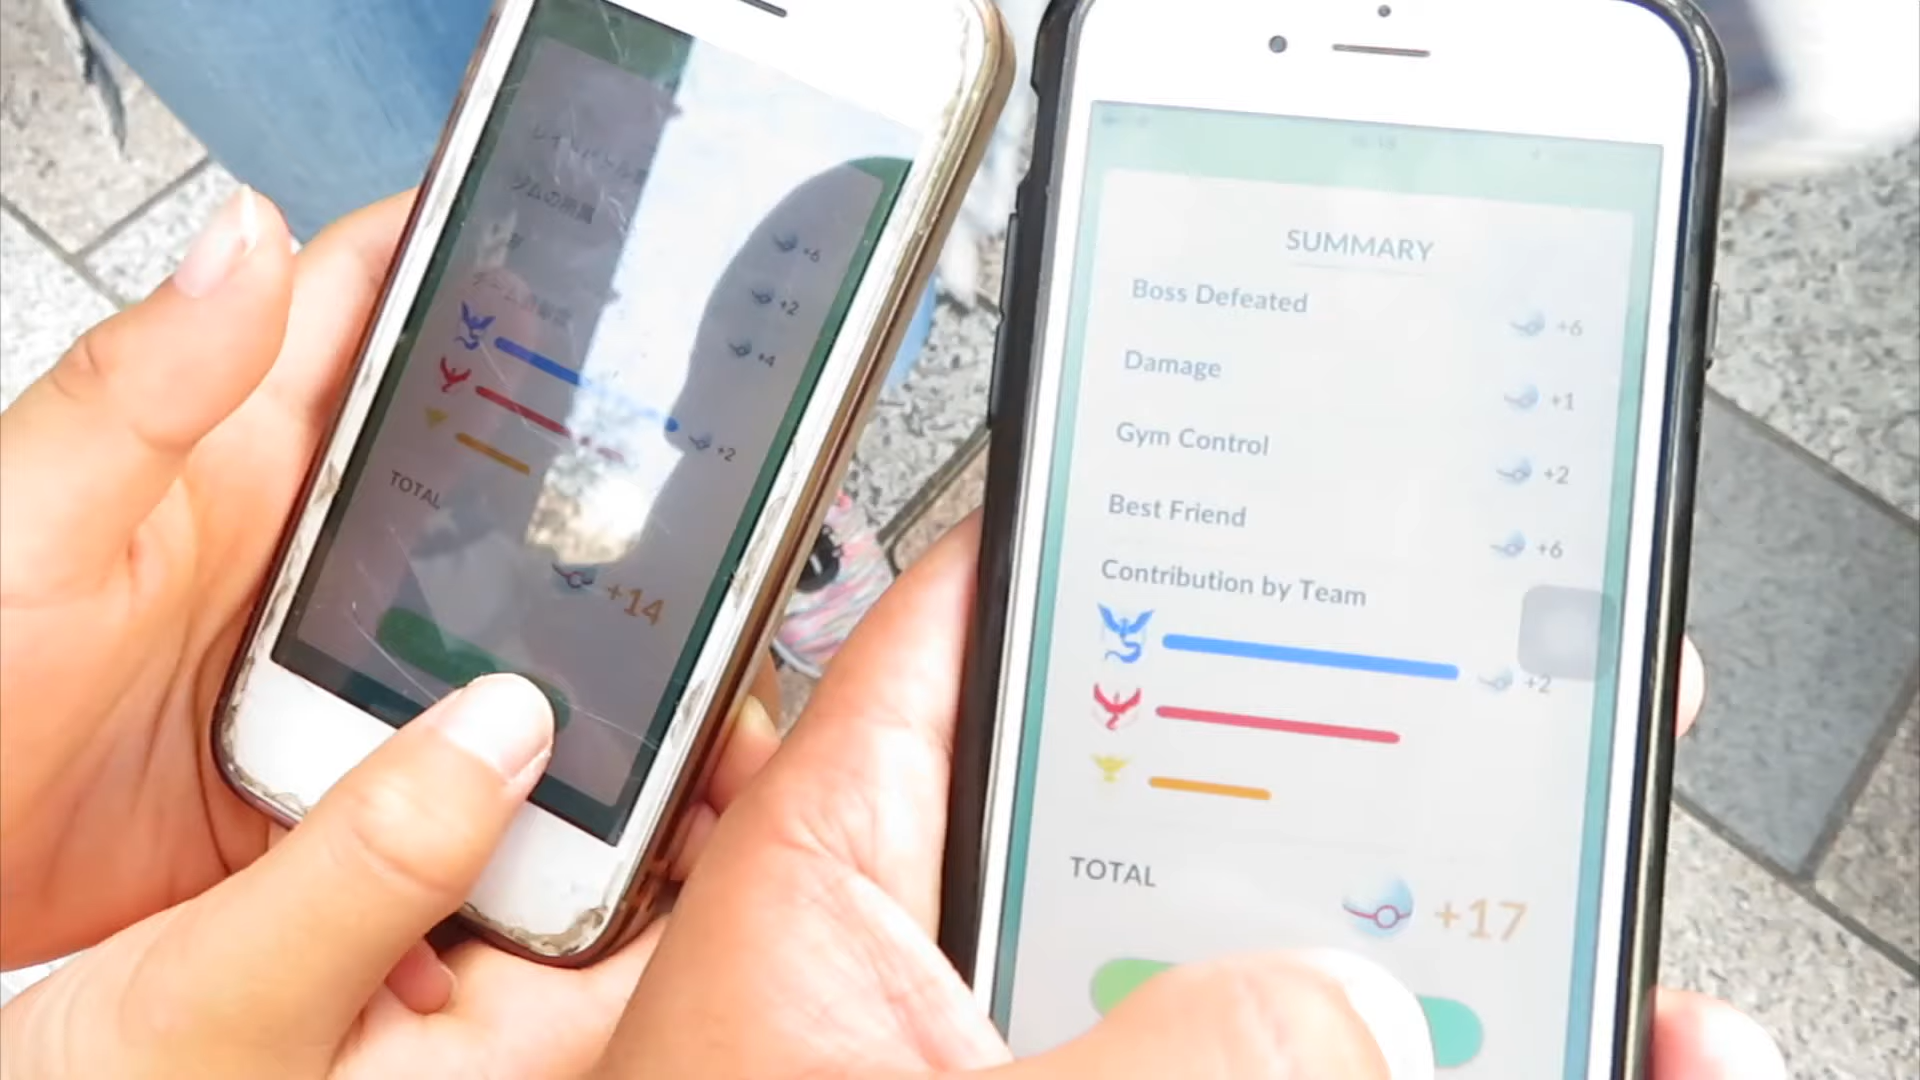 ジムの所属
+6
+2
+4
+2
TOTAL
+14
SUMMARY
Boss Defeated +6
Damage +1
Gym Control +2
Best Friend +6
Contribution by Team
+2
TOTAL
+17